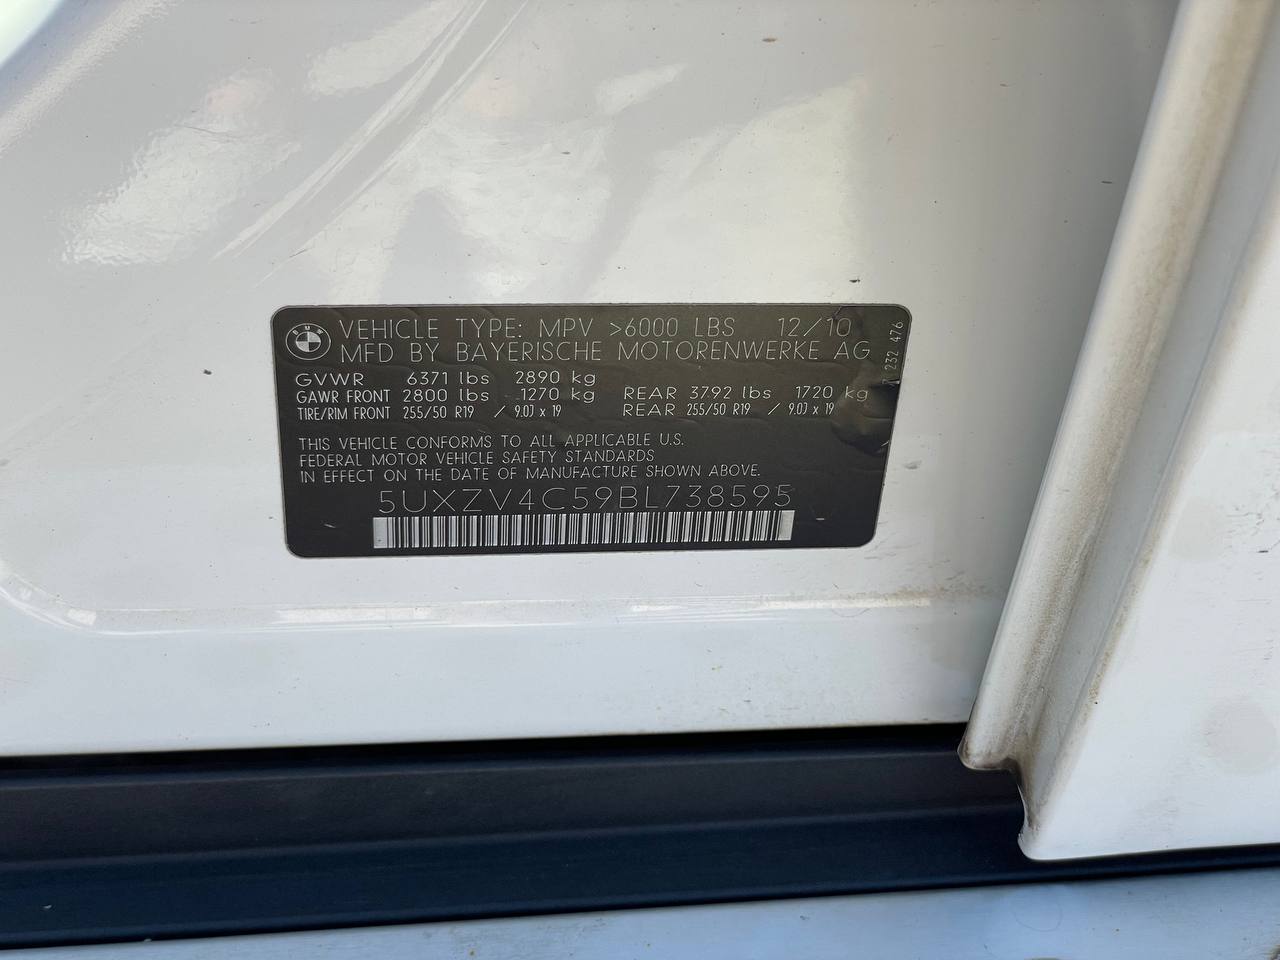 BMW
VEHICLE TYPE: MPV >6000 LBS 12/10
MFD BY BAYERISCHE MOTORENWERKE AG
GVWR 6371 lbs 2890 kg
GAWR FRONT 2800 lbs 1270 kg REAR 3792 lbs 1720 kg
TIRE/RIM FRONT 255/50 R19 / 9.0J x 19 REAR 255/50 R19 / 9.0J x 19
THIS VEHICLE CONFORMS TO ALL APPLICABLE U.S.
FEDERAL MOTOR VEHICLE SAFETY STANDARDS
IN EFFECT ON THE DATE OF MANUFACTURE SHOWN ABOVE.
5UXZV4C59BL738595
232 476